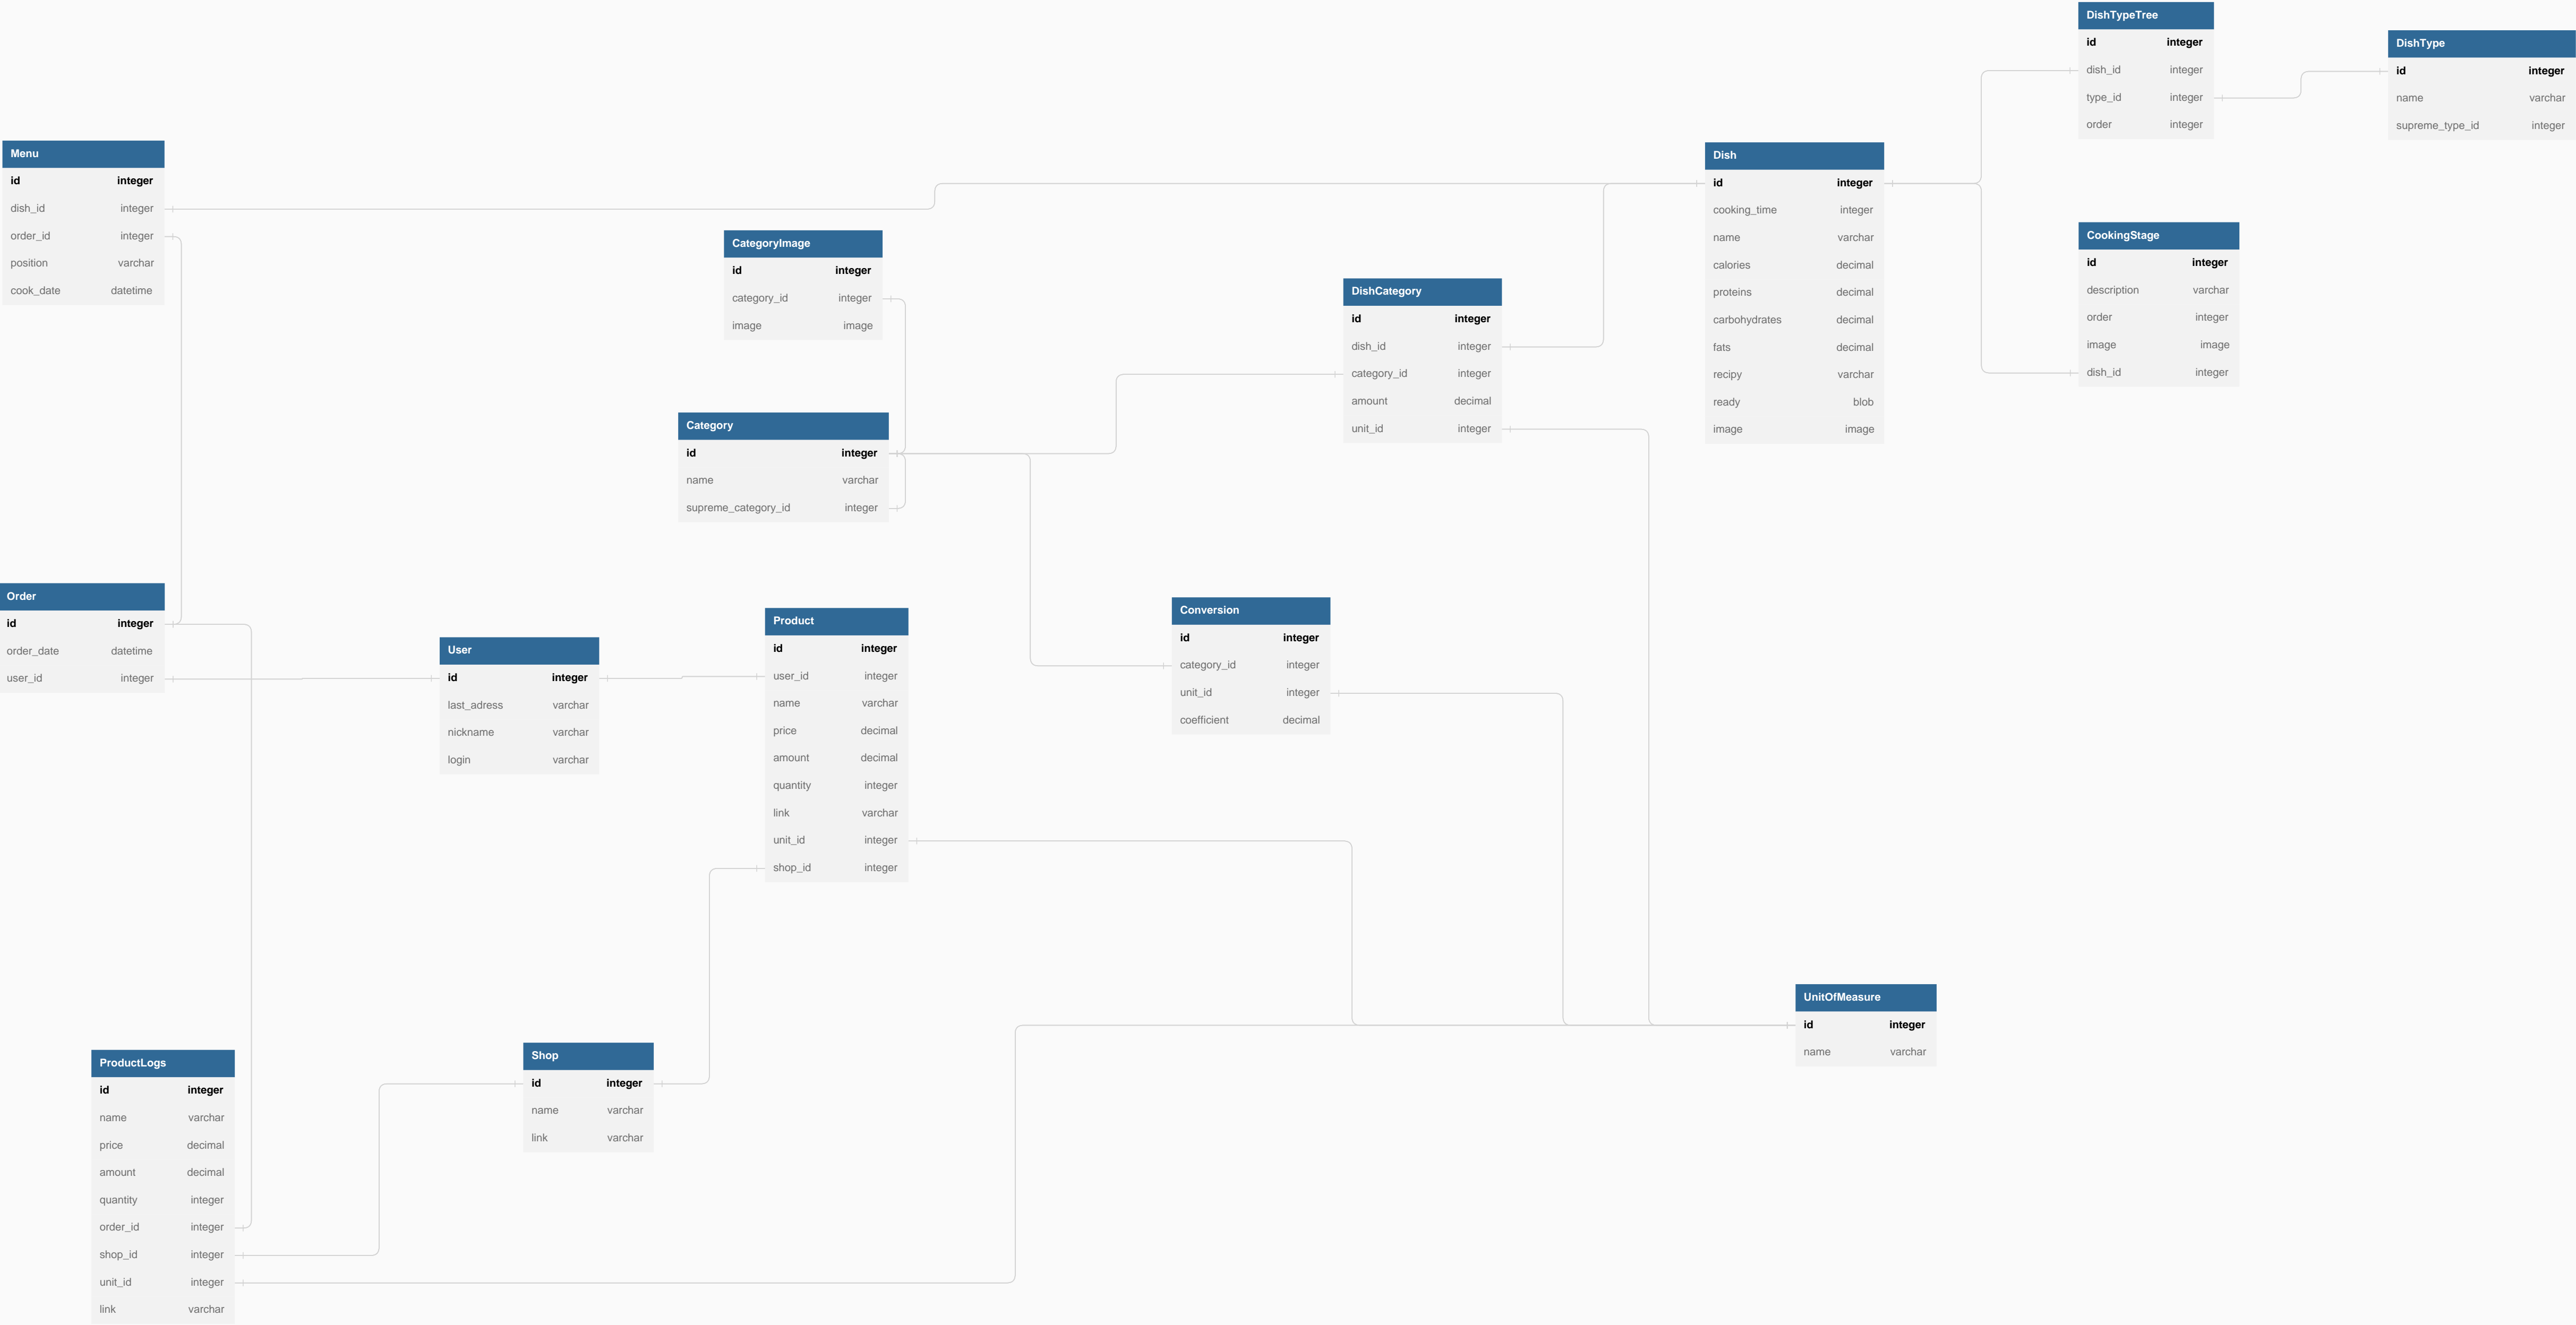 DishTypeTree
id integer
dish_id integer
type_id integer
order integer
DishType
id integer
name varchar
supreme_type_id integer
Menu
id integer
dish_id integer
order_id integer
position varchar
cook_date datetime
Dish
id integer
cooking_time integer
name varchar
calories decimal
proteins decimal
carbohydrates decimal
fats decimal
recipy varchar
ready blob
image image
CategoryImage
id integer
category_id integer
image image
CookingStage
id integer
description varchar
order integer
image image
dish_id integer
DishCategory
id integer
dish_id integer
category_id integer
amount decimal
unit_id integer
Category
id integer
name varchar
supreme_category_id integer
Order
id integer
order_date datetime
user_id integer
User
id integer
last_adress varchar
nickname varchar
login varchar
Product
id integer
user_id integer
name varchar
price decimal
amount decimal
quantity integer
link varchar
unit_id integer
shop_id integer
Conversion
id integer
category_id integer
unit_id integer
coefficient decimal
UnitOfMeasure
id integer
name varchar
Shop
id integer
name varchar
link varchar
ProductLogs
id integer
name varchar
price decimal
amount decimal
quantity integer
order_id integer
shop_id integer
unit_id integer
link varchar